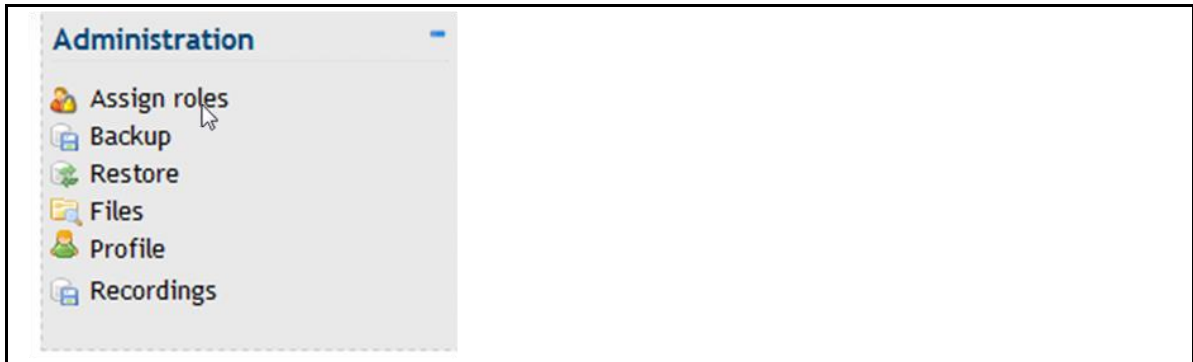 Administration
Assign roles
Backup
Restore
Files
Profile
Recordings